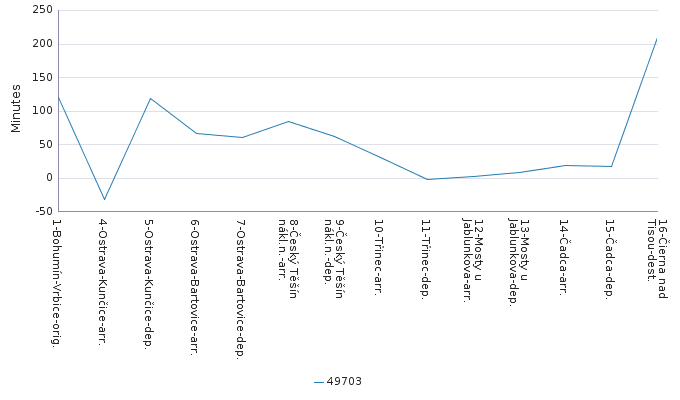 250
200
150
100
50
0
-50
Minutes
1-Bohumín-Vrbice-orig.
4-Ostrava-Kunčice-arr.
5-Ostrava-Kunčice-dep.
6-Ostrava-Bartovice-arr.
7-Ostrava-Bartovice-dep.
8-Český Těšín
nákl.n.-arr.
9-Český Těšín
nákl.n.-dep.
10-Třinec-arr.
11-Třinec-dep.
12-Mosty u
Jablunkova-arr.
13-Mosty u
Jablunkova-dep.
14-Čadca-arr.
15-Čadca-dep.
16-Čierna nad
Tisou-dest.
49703